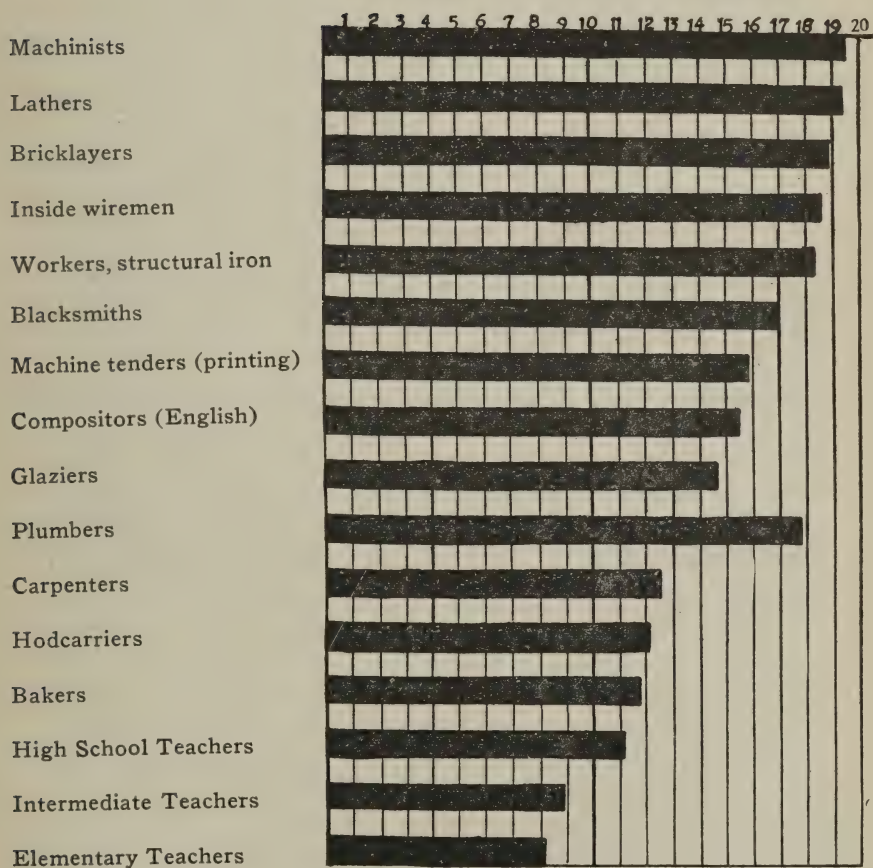 1 2 3 4 5 6 7 8 9 10 11 12 13 14 15 16 17 18 19 20
Machinists
Lathers
Bricklayers
Inside wiremen
Workers, structural iron
Blacksmiths
Machine tenders (printing)
Compositors (English)
Glaziers
Plumbers
Carpenters
Hodcarriers
Bakers
High School Teachers
Intermediate Teachers
Elementary Teachers